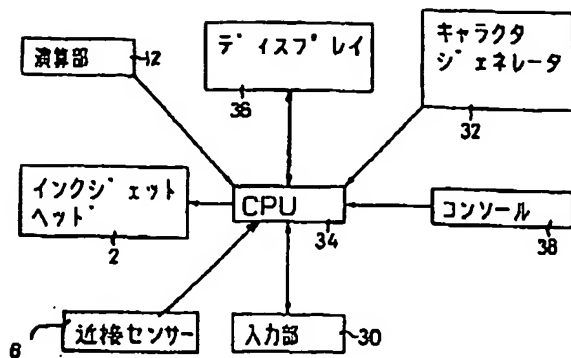 演算部
12
ディスプレイ
36
キャラクタ
ジェネレータ
32
インクジェット
ヘッド
2
CPU
34
コンソール
38
8
近接センサー
入力部
30